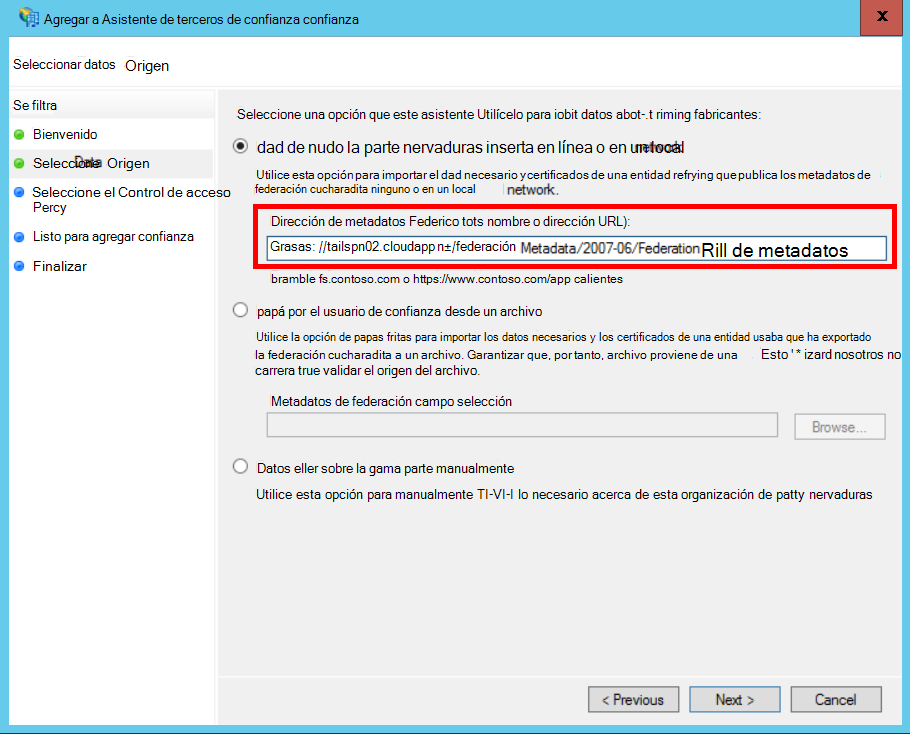 Agregar a Asistente de terceros de confianza confianza
x
Seleccionar datos Origen
Se filtra
Bienvenido
Seleccione Data Origen
Seleccione el Control de acceso
Percy
Listo para agregar confianza
Finalizar
Seleccione una opción que este asistente Utilícelo para iobit datos abot-.t riming fabricantes:
dad de nudo la parte nervaduras inserta en línea o en un local network
Utilice esta opción para importar el dad necesario y certificados de una entidad refrying que publica los metadatos de
federación cucharadita ninguno o en un local network.
Dirección de metadatos Federico tots nombre o dirección URL):
Grasas: //tailspn02.cloudapp n±/federación Metadata/2007-06/Federation Rill de metadatos
bramble fs.contoso.com o https://www.contoso.com/app calientes
papá por el usuario de confianza desde un archivo
Utilice la opción de papas fritas para importar los datos necesarios y los certificados de una entidad usaba que ha exportado
la federación cucharadita a un archivo. Garantizar que, por tanto, archivo proviene de una Esto ' * izard nosotros no
carrera true validar el origen del archivo.
Metadatos de federación campo selección
Browse...
Datos eller sobre la gama parte manualmente
Utilice esta opción para manualmente TI-VI-I lo necesario acerca de esta organización de patty nervaduras
< Previous
Next >
Cancel